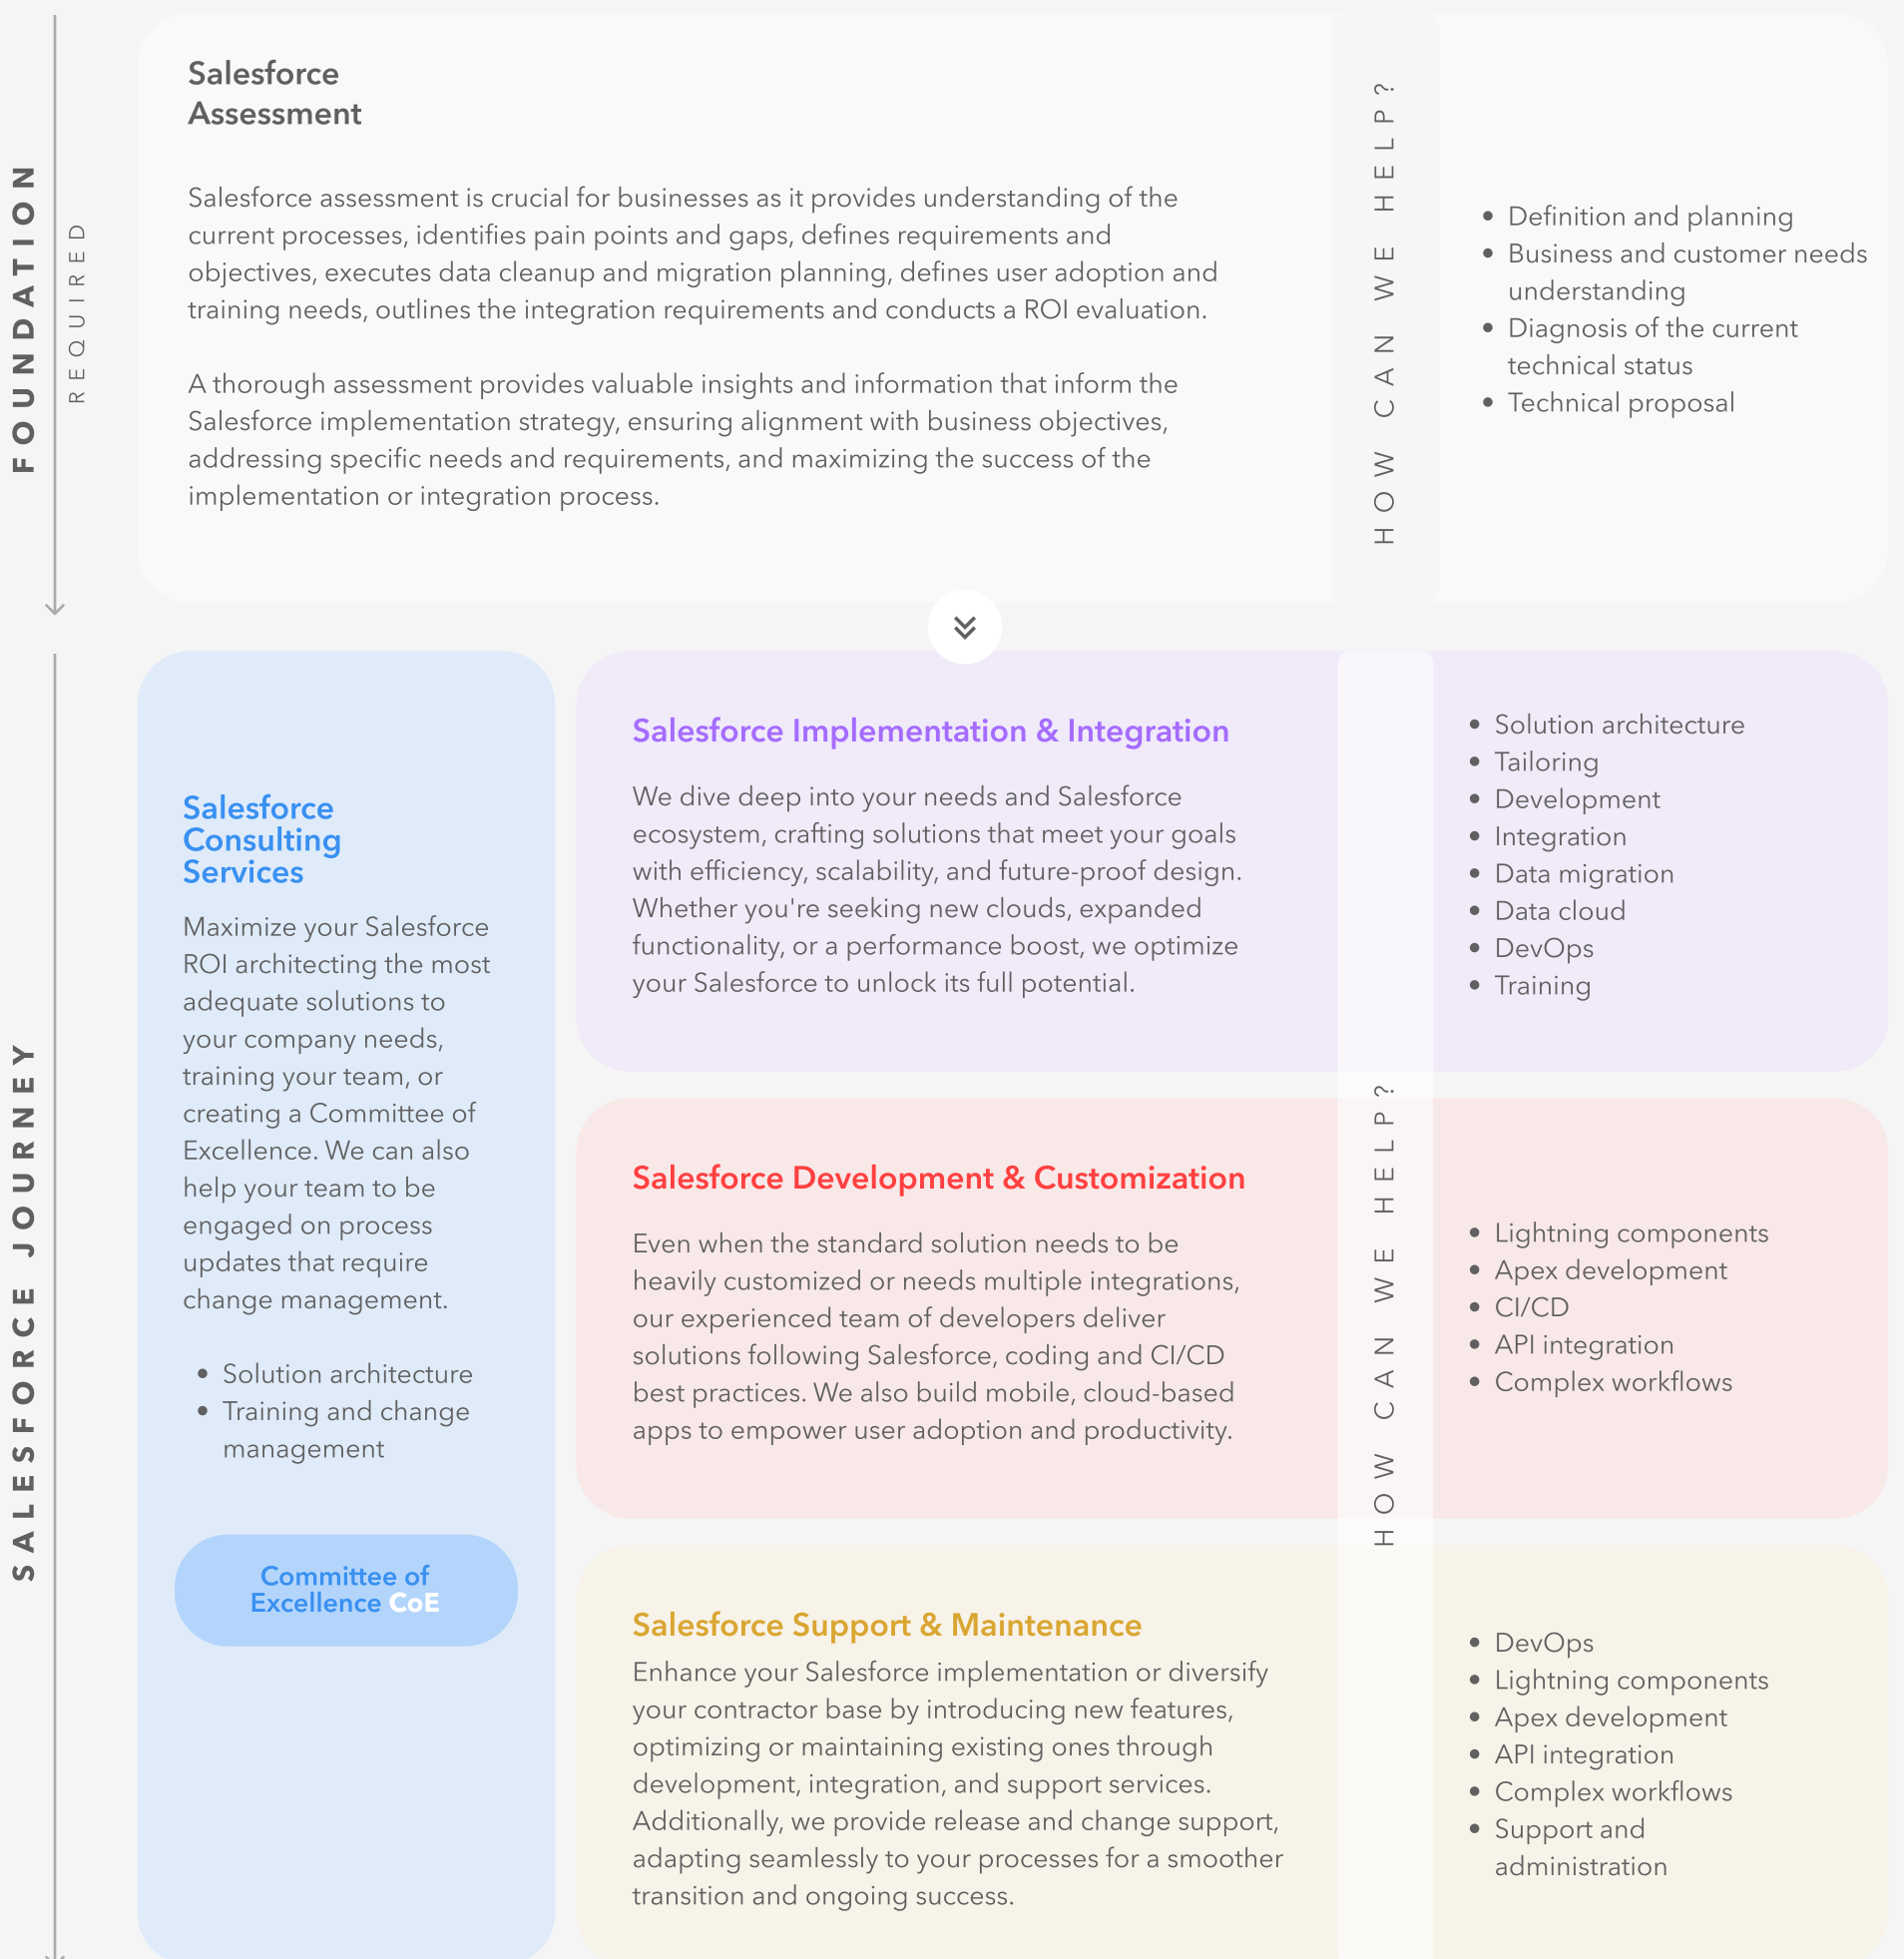 FOUNDATION
REQUIRED
Salesforce
Assessment
Salesforce assessment is crucial for businesses as it provides understanding of the
current processes, identifies pain points and gaps, defines requirements and
objectives, executes data cleanup and migration planning, defines user adoption and
training needs, outlines the integration requirements and conducts a ROI evaluation.
A thorough assessment provides valuable insights and information that inform the
Salesforce implementation strategy, ensuring alignment with business objectives,
addressing specific needs and requirements, and maximizing the success of the
implementation or integration process.
HOW CAN WE HELP?
• Definition and planning
• Business and customer needs
understanding
• Diagnosis of the current
technical status
• Technical proposal
SALESFORCE JOURNEY
Salesforce
Consulting
Services
Maximize your Salesforce
ROI architecting the most
adequate solutions to
your company needs,
training your team, or
creating a Committee of
Excellence. We can also
help your team to be
engaged on process
updates that require
change management.
• Solution architecture
• Training and change
management
Committee of
Excellence CoE
Salesforce Implementation & Integration
We dive deep into your needs and Salesforce
ecosystem, crafting solutions that meet your goals
with efficiency, scalability, and future-proof design.
Whether you're seeking new clouds, expanded
functionality, or a performance boost, we optimize
your Salesforce to unlock its full potential.
HOW CAN WE HELP?
• Solution architecture
• Tailoring
• Development
• Integration
• Data migration
• Data cloud
• DevOps
• Training
Salesforce Development & Customization
Even when the standard solution needs to be
heavily customized or needs multiple integrations,
our experienced team of developers deliver
solutions following Salesforce, coding and CI/CD
best practices. We also build mobile, cloud-based
apps to empower user adoption and productivity.
• Lightning components
• Apex development
• CI/CD
• API integration
• Complex workflows
Salesforce Support & Maintenance
Enhance your Salesforce implementation or diversify
your contractor base by introducing new features,
optimizing or maintaining existing ones through
development, integration, and support services.
Additionally, we provide release and change support,
adapting seamlessly to your processes for a smoother
transition and ongoing success.
• DevOps
• Lightning components
• Apex development
• API integration
• Complex workflows
• Support and
administration